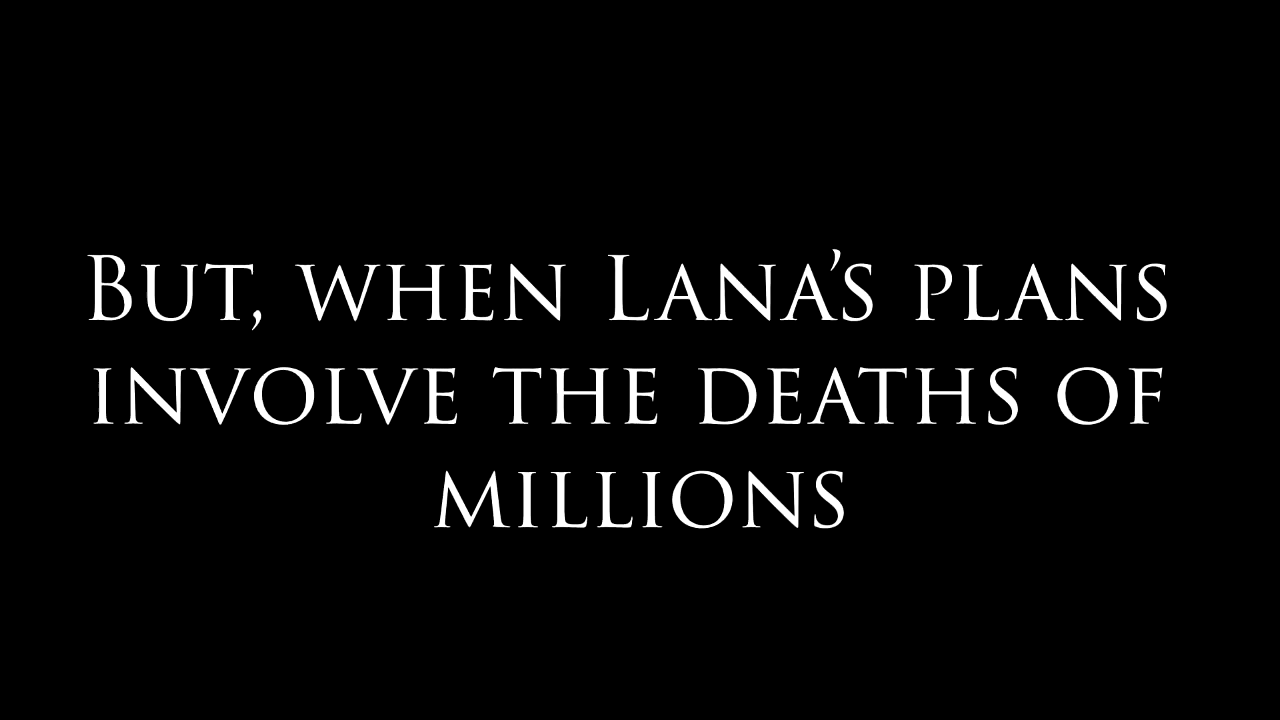 But, when Lana's plans
involve the deaths of
millions